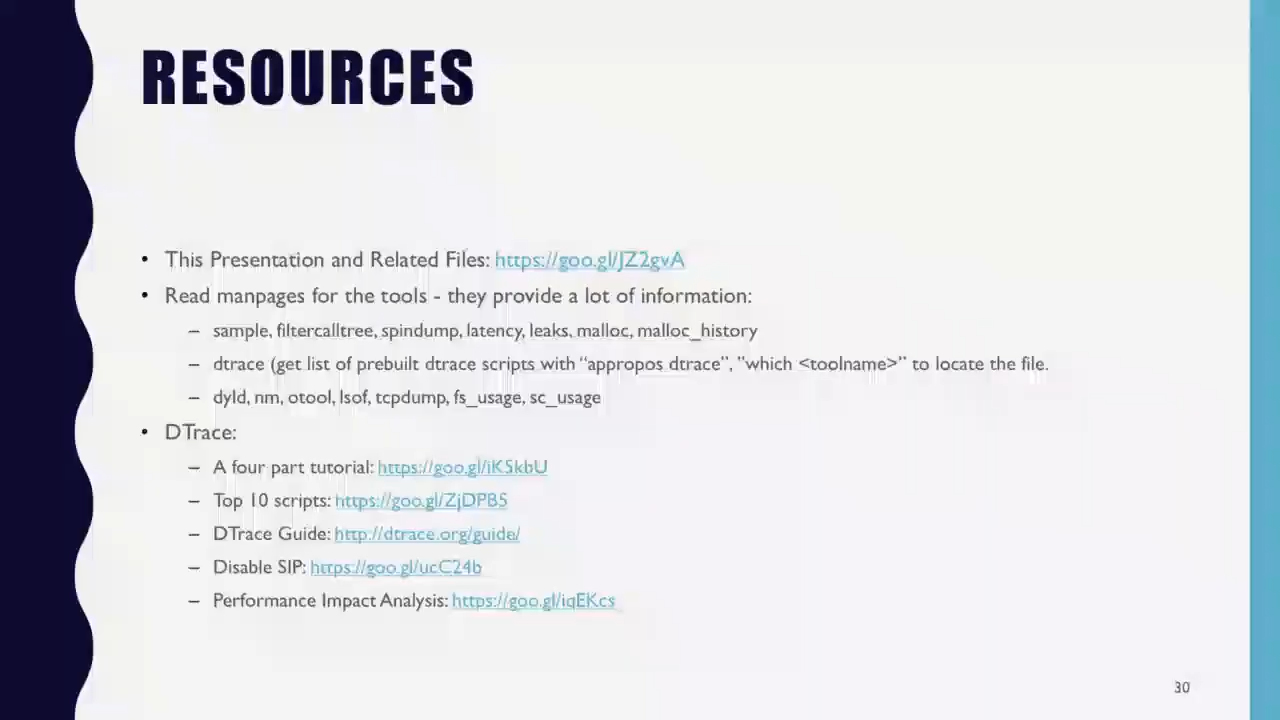 RESOURCES
• This Presentation and Related Files: https://goo.gl/JZ2gvA
• Read manpages for the tools - they provide a lot of information:
– sample, filtercalltree, spindump, latency, leaks, malloc, malloc_history
– dtrace (get list of prebuilt dtrace scripts with “appropos dtrace”, ”which <toolname>” to locate the file.
– dyld, nm, otool, lsof, tcpdump, fs_usage, sc_usage
• DTrace:
– A four part tutorial: https://goo.gl/iKSkbU
– Top 10 scripts: https://goo.gl/ZjDPB5
– DTrace Guide: http://dtrace.org/guide/
– Disable SIP: https://goo.gl/ucC24b
– Performance Impact Analysis: https://goo.gl/iqEKcs
30